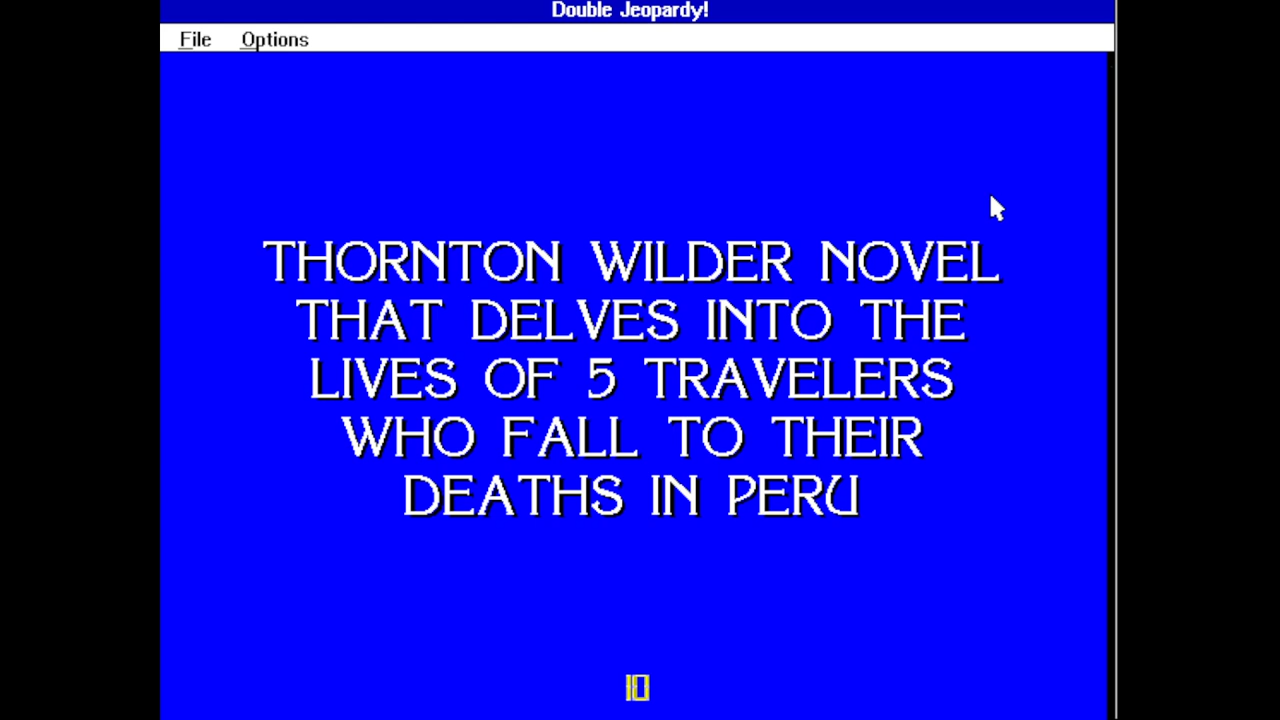 Double Jeopardy!
File Options
THORNTON WILDER NOVEL
THAT DELVES INTO THE
LIVES OF 5 TRAVELERS
WHO FALL TO THEIR
DEATHS IN PERU
10